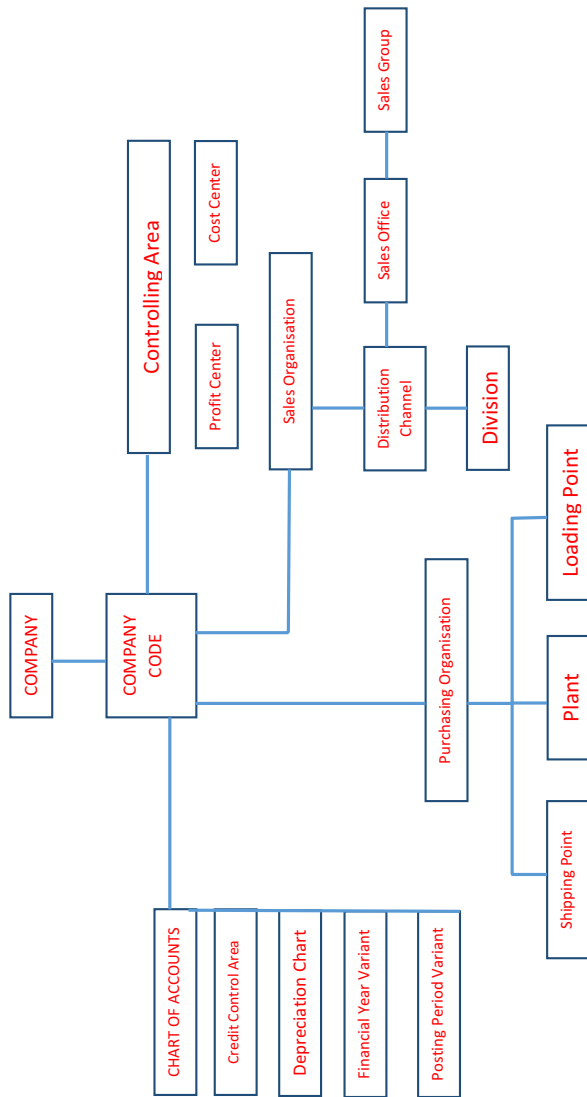 COMPANY
COMPANY
CODE
Controlling Area
Profit Center
Cost Center
CHART OF ACCOUNTS
Credit Control Area
Depreciation Chart
Financial Year Variant
Posting Period Variant
Sales Organisation
Distribution
Channel
Sales Office
Sales Group
Division
Purchasing Organisation
Shipping Point
Plant
Loading Point